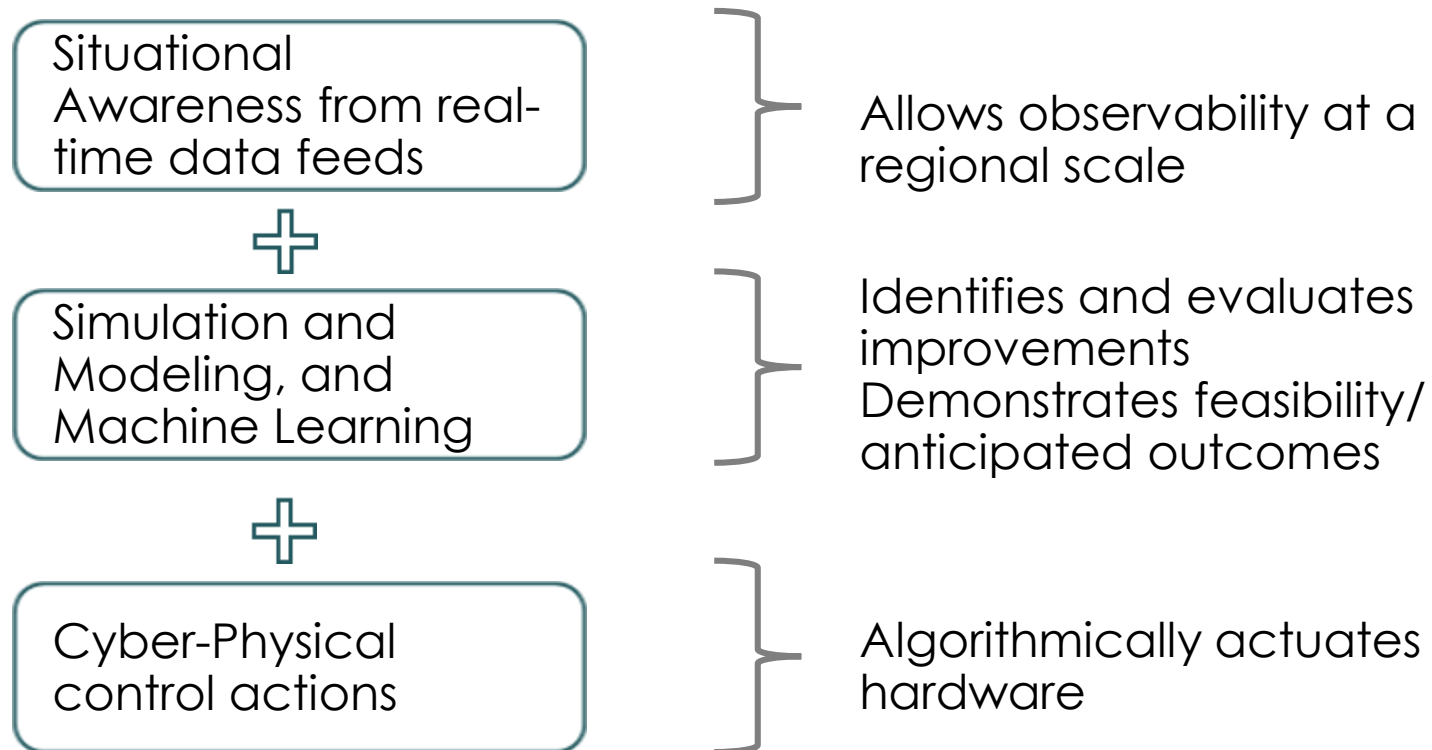 Situational
Awareness from real-
time data feeds
Allows observability at a
regional scale
Simulation and
Modeling, and
Machine Learning
Identifies and evaluates
improvements
Demonstrates feasibility/
anticipated outcomes
Cyber-Physical
control actions
Algorithmically actuates
hardware